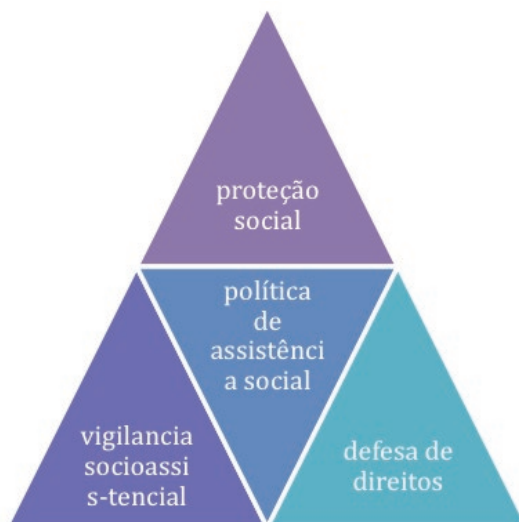 proteção
social
política
de
assistênci
a social
vigilancia
socioassi
s-tencial
defesa de
direitos